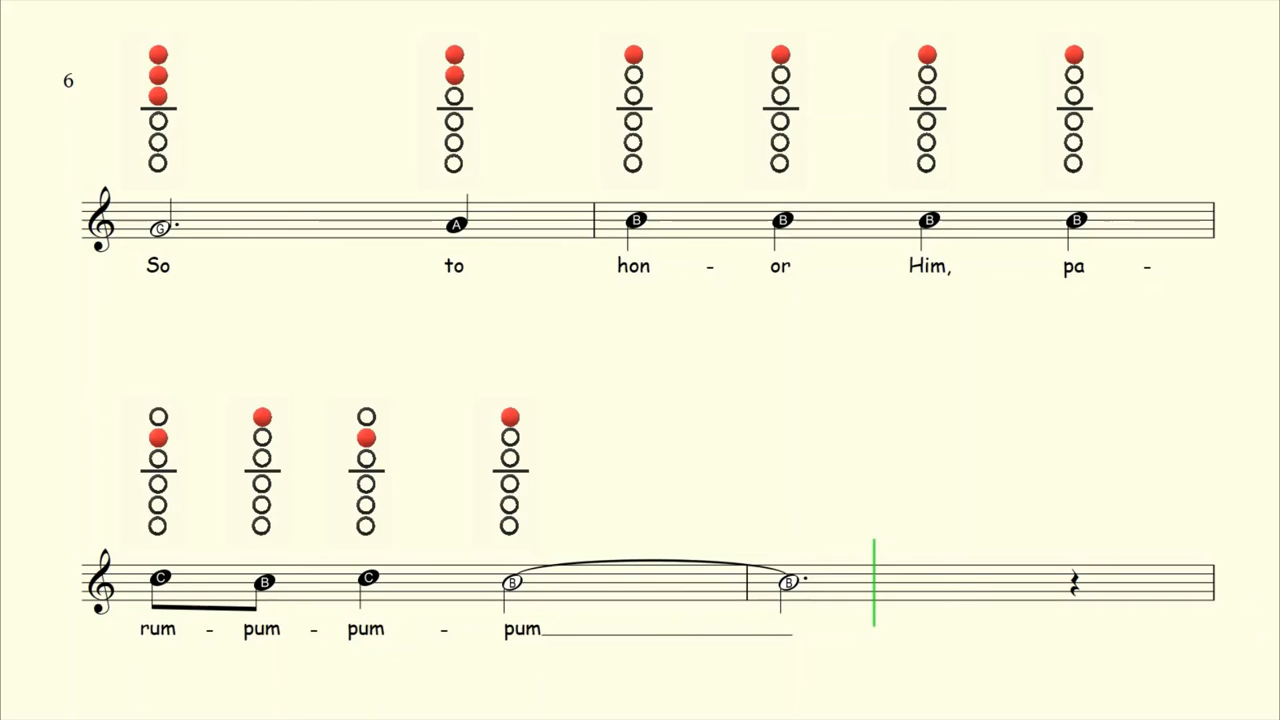 6
G A B B B B
So to hon - or Him, pa -
C B C B B
rum - pum - pum - pum